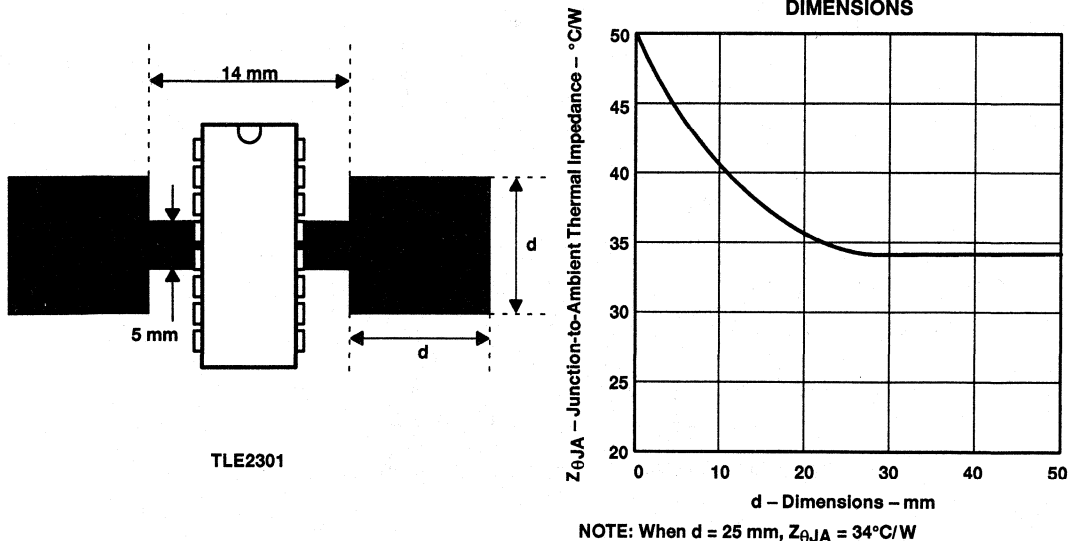 14 mm
d
5 mm
d
TLE2301
DIMENSIONS
ZθJA – Junction-to-Ambient Thermal Impedance – °C/W
50
45
40
35
30
25
20
0 10 20 30 40 50
d – Dimensions – mm
NOTE: When d = 25 mm, ZθJA = 34°C/W